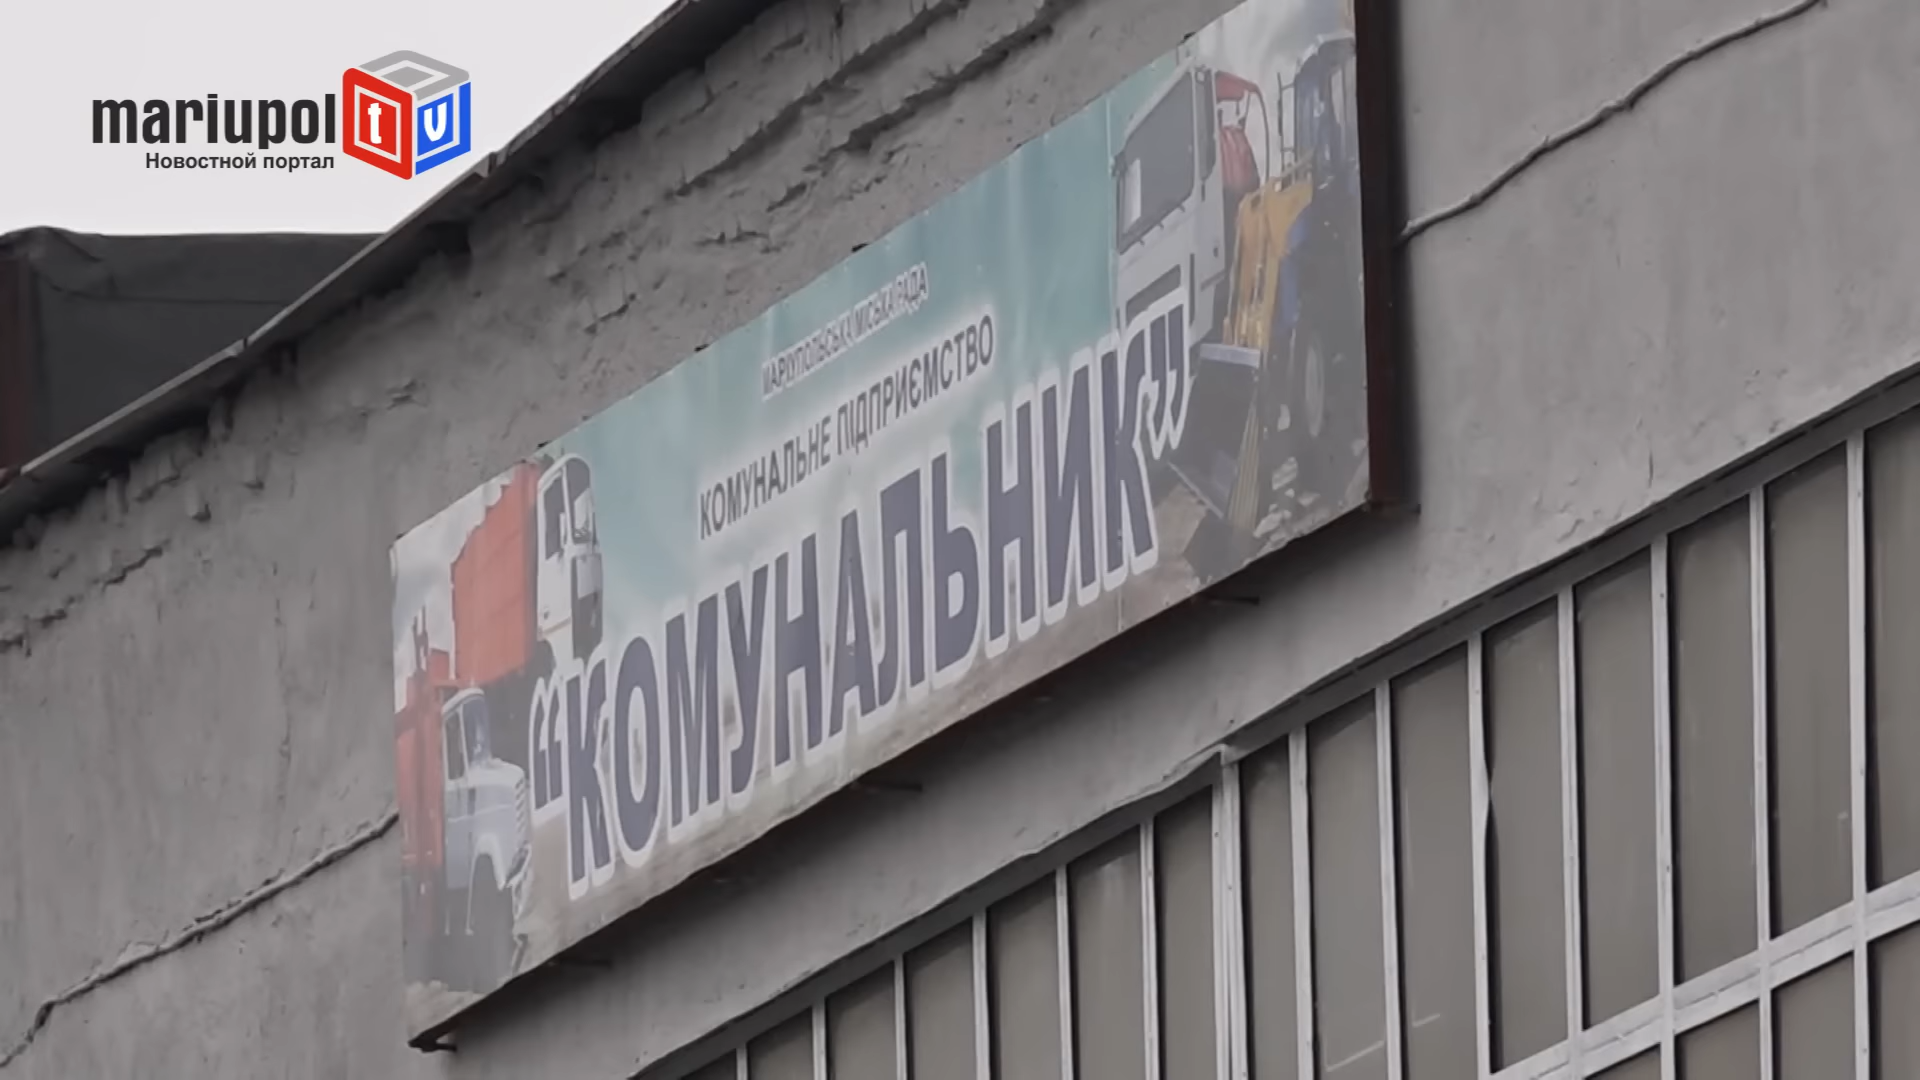 mariupol tv
Новостной портал
МАРІУПОЛЬСЬКА МІСЬКА РАДА
КОМУНАЛЬНЕ ПІДПРИЄМСТВО
“КОМУНАЛЬНИК”